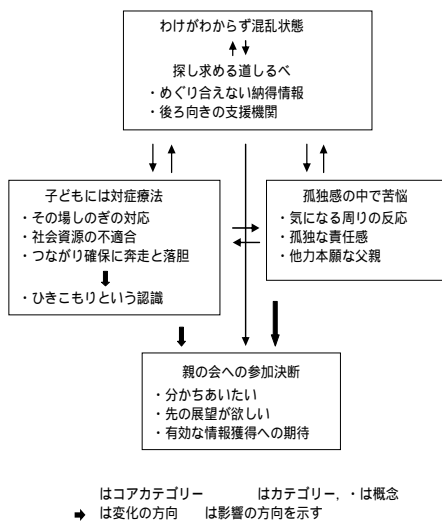 わけがわからず混乱状態
探し求める道しるべ
・めぐり合えない納得情報
・後ろ向きの支援機関
子どもには対症療法
・その場しのぎの対応
・社会資源の不適合
・つながり確保に奔走と落胆
・ひきこもりという認識
孤独感の中で苦悩
・気になる周りの反応
・孤独な責任感
・他力本願な父親
親の会への参加決断
・分かちあいたい
・先の展望が欲しい
・有効な情報獲得への期待
はコアカテゴリー　はカテゴリー，・は概念
は変化の方向　は影響の方向を示す